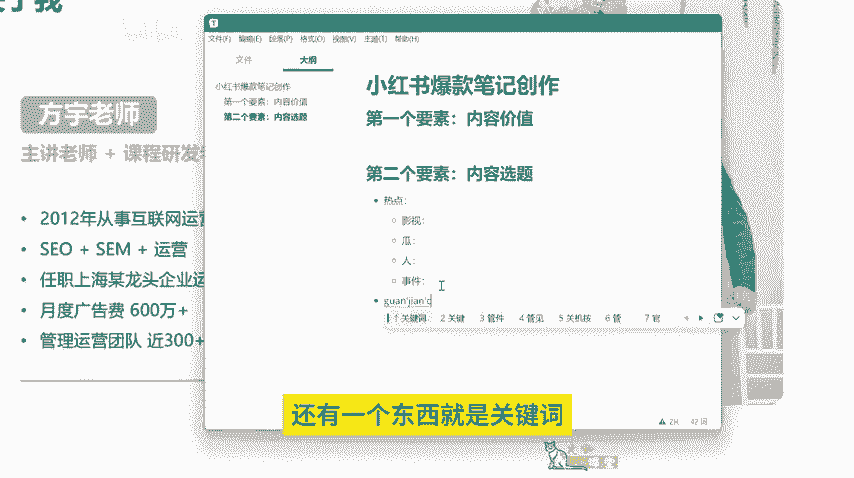 方宇老师
主讲老师 + 课程研发
• 2012年从事互联网运营
• SEO + SEM + 运营
• 任职上海某龙头企业运
• 月度广告费 600万+
• 管理运营团队 近300+
文件(F) 编辑(E) 段落(P) 格式(O) 视图(V) 主题(T) 帮助(H)
文件 大纲
小红书爆款笔记创作
第一个要素：内容价值
第二个要素：内容选题
小红书爆款笔记创作
第一个要素：内容价值
第二个要素：内容选题
• 热点：
○ 影视：
○ 瓜：
○ 人：
○ 事件：
• guan'jian'c
1 关键词 2 关键 3 管件 4 管见 5 关机按 6 管 7 官
42 词
还有一个东西就是关键词